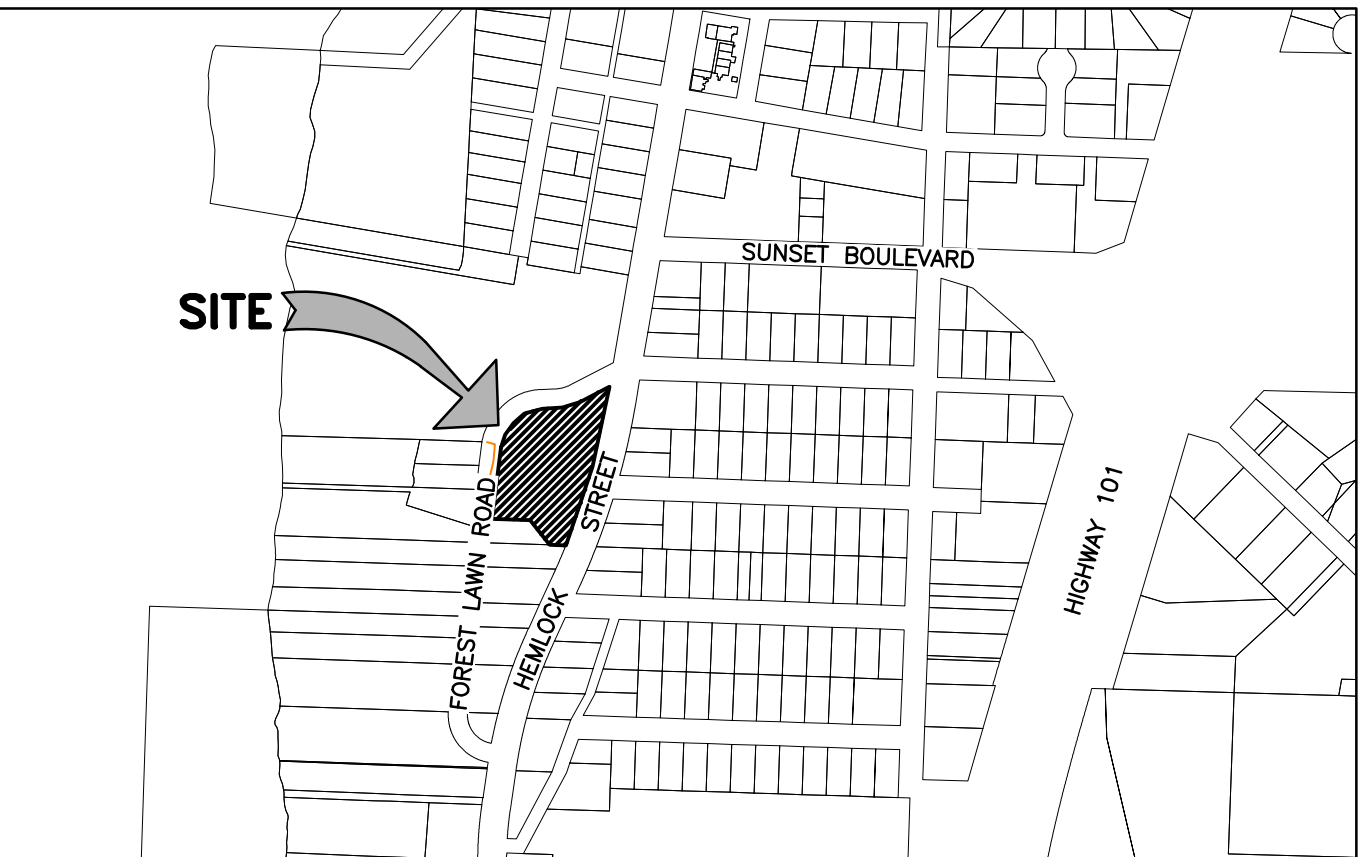 SUNSET BOULEVARD
SITE
FOREST LAWN ROAD
HEMLOCK STREET
HIGHWAY 101